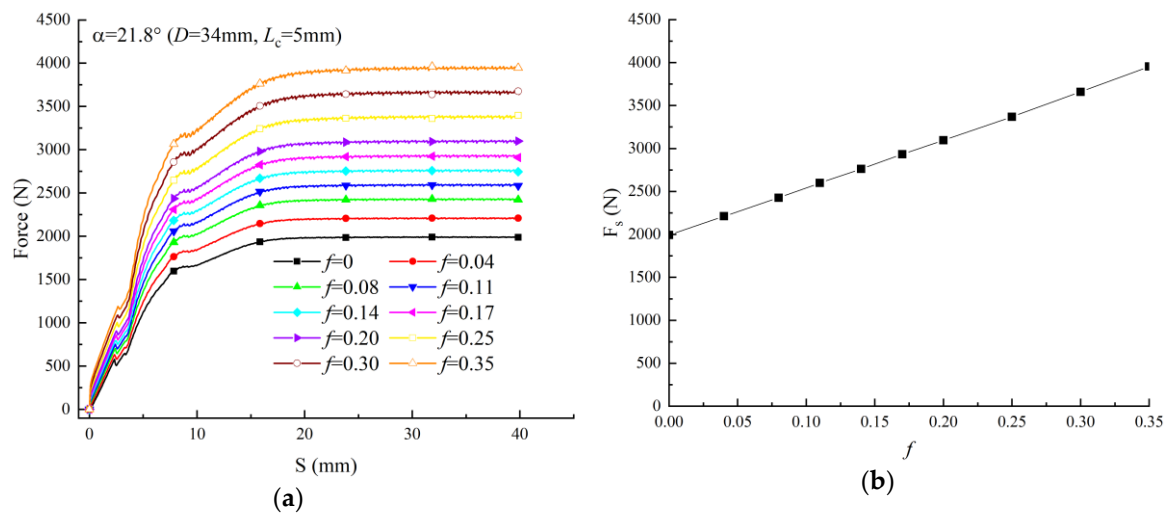 4500
4000
3500
3000
2500
2000
1500
1000
500
0
Force (N)
α=21.8° (D=34mm, Lc=5mm)
f=0 f=0.04
f=0.08 f=0.11
f=0.14 f=0.17
f=0.20 f=0.25
f=0.30 f=0.35
0 10 20 30 40
S (mm)
(a)
4500
4000
3500
3000
2500
2000
1500
1000
500
0
Fs (N)
0.00 0.05 0.10 0.15 0.20 0.25 0.30 0.35
f
(b)